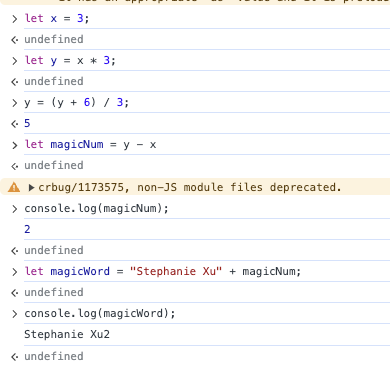 > let x = 3;
<· undefined
> let y = x * 3;
<· undefined
> y = (y + 6) / 3;
<· 5
> let magicNum = y − x
<· undefined
▶crbug/1173575, non-JS module files deprecated.
> console.log(magicNum);
2
<· undefined
> let magicWord = "Stephanie Xu" + magicNum;
<· undefined
> console.log(magicWord);
Stephanie Xu2
<· undefined